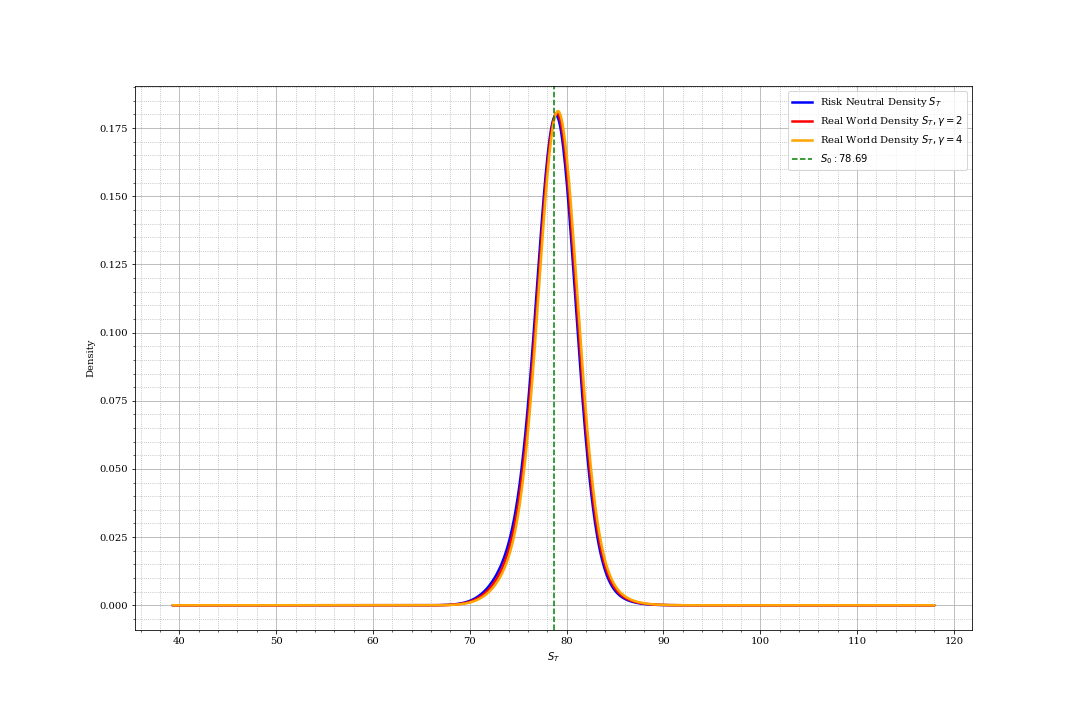 Risk Neutral Density S_T
Real World Density S_T, γ = 2
Real World Density S_T, γ = 4
S_0 : 78.69
0.175
0.150
0.125
0.100
0.075
0.050
0.025
0.000
Density
40 50 60 70 80 90 100 110 120
S_T